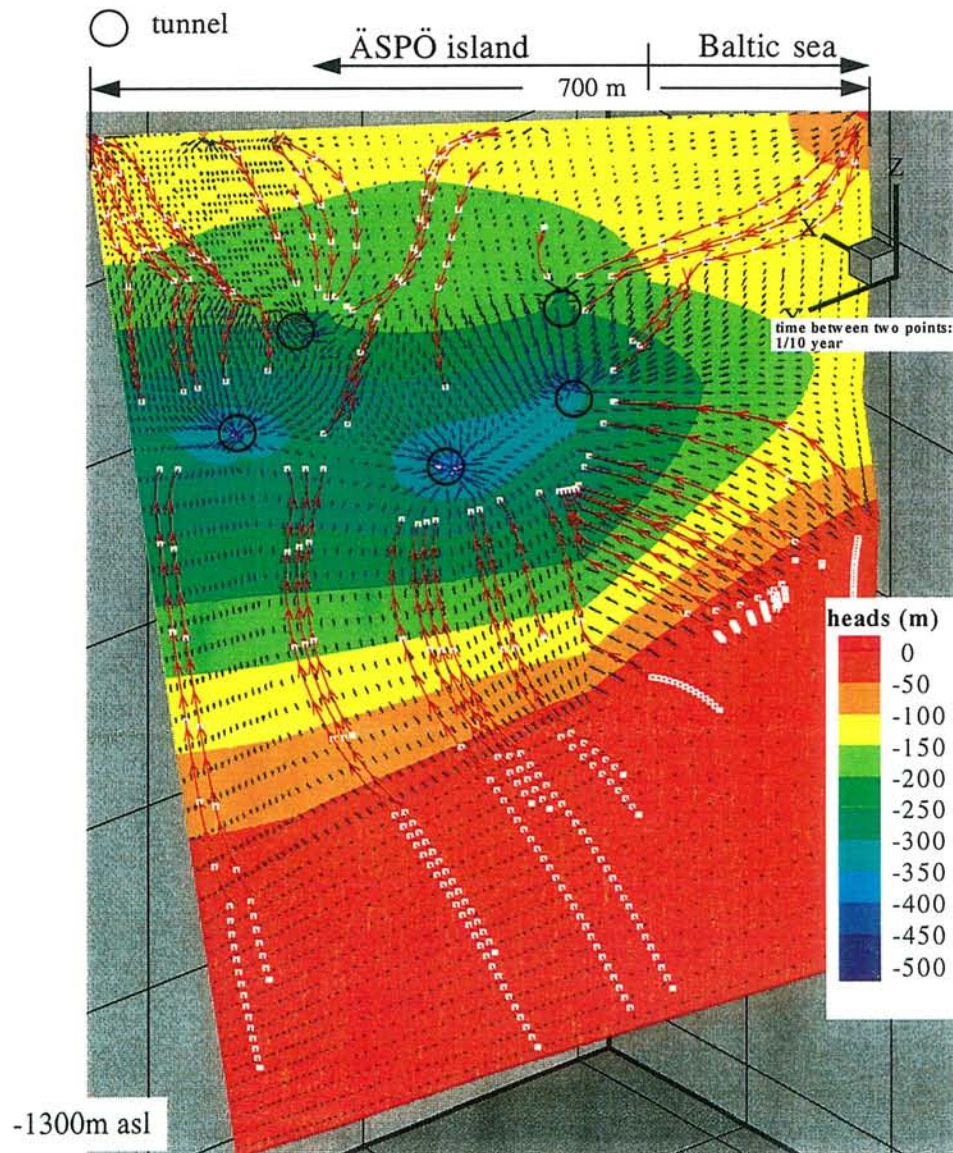 tunnel
ÄSPÖ island
Baltic sea
700 m
Z
X
Y
time between two points:
1/10 year
heads (m)
0
-50
-100
-150
-200
-250
-300
-350
-400
-450
-500
-1300m asl